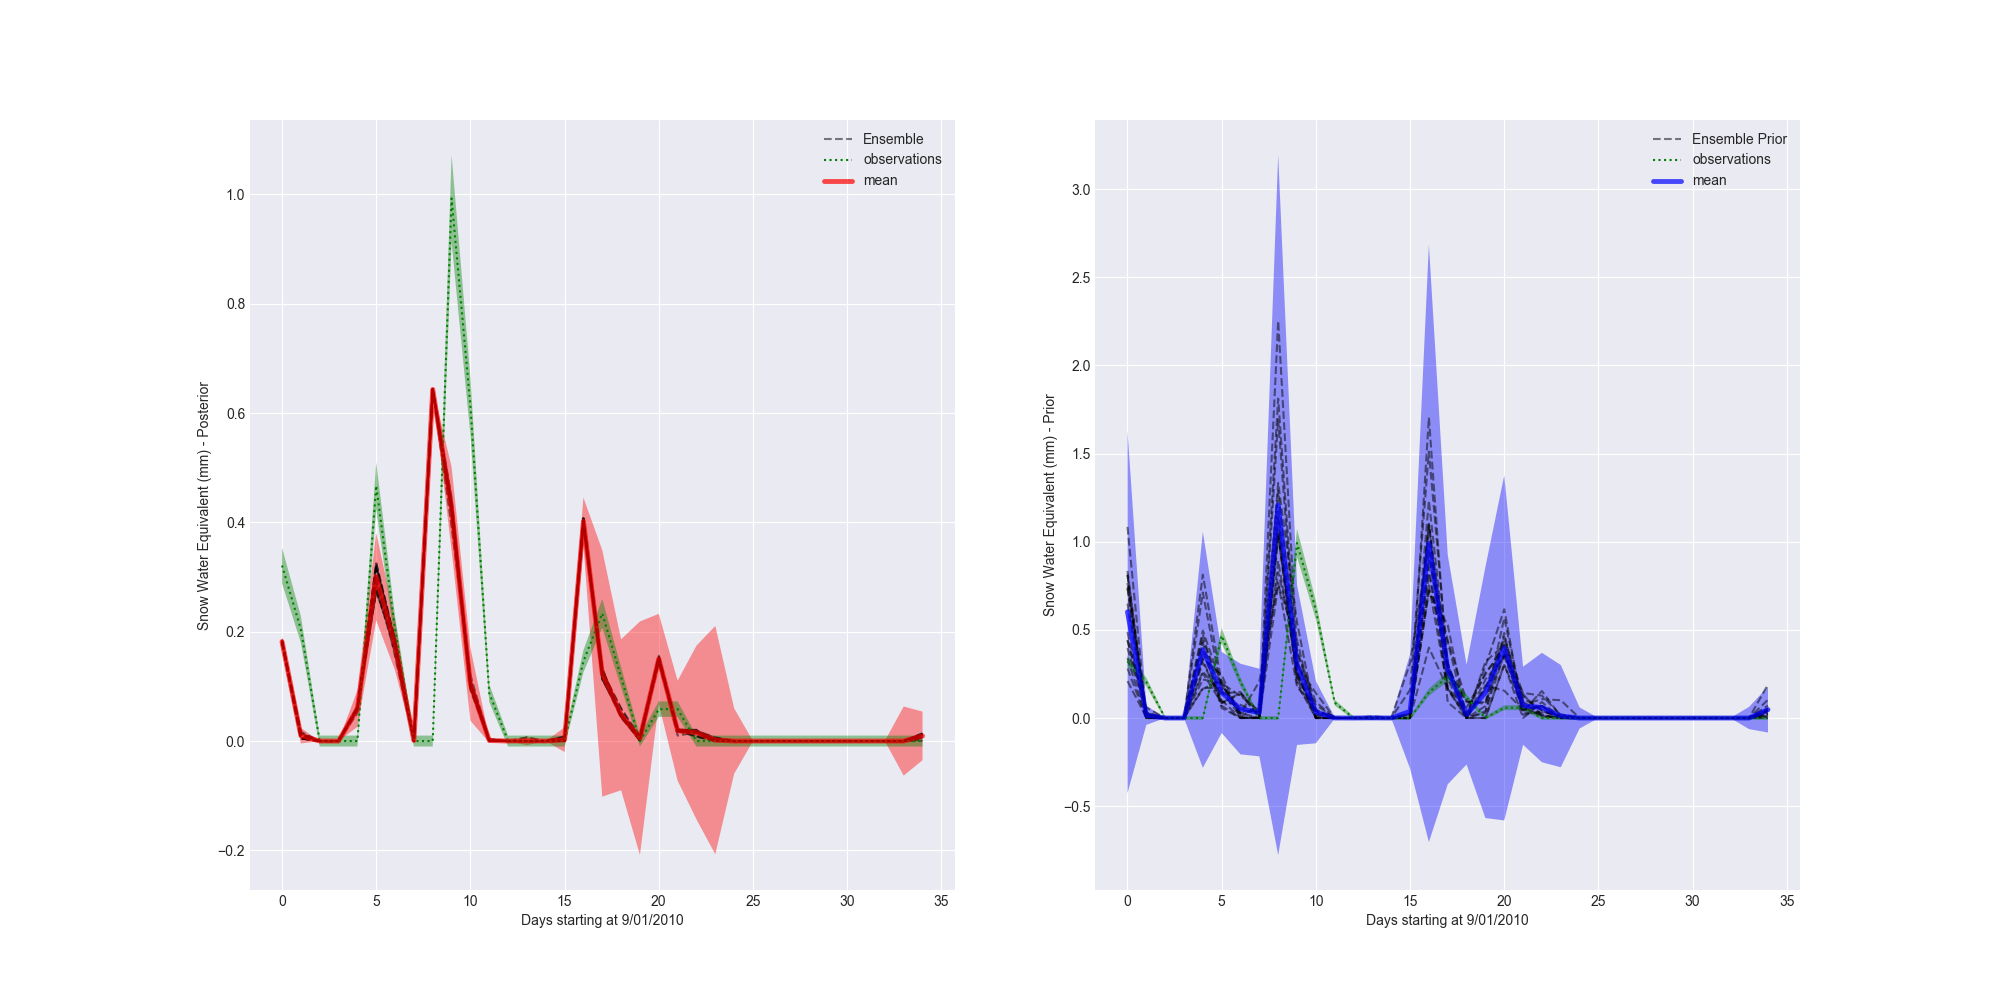 Ensemble
observations
mean
1.0
0.8
0.6
0.4
0.2
0.0
−0.2
Snow Water Equivalent (mm) - Posterior
0 5 10 15 20 25 30 35
Days starting at 9/01/2010
Ensemble Prior
observations
mean
3.0
2.5
2.0
1.5
1.0
0.5
0.0
−0.5
Snow Water Equivalent (mm) - Prior
0 5 10 15 20 25 30 35
Days starting at 9/01/2010